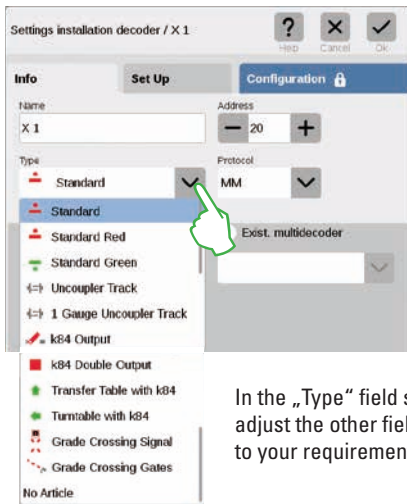 Settings installation decoder / X 1
?
Help Cancel Ok
Info Set Up Configuration
Name Address
X 1 20
Type Protocol
Standard MM
Standard
Standard Red Exist. multidecoder
Standard Green
Uncoupler Track
1 Gauge Uncoupler Track
k84 Output
k84 Double Output
Transfer Table with k84
Turntable with k84
Grade Crossing Signal
Grade Crossing Gates
No Article
In the „Type“ field
adjust the other
to your